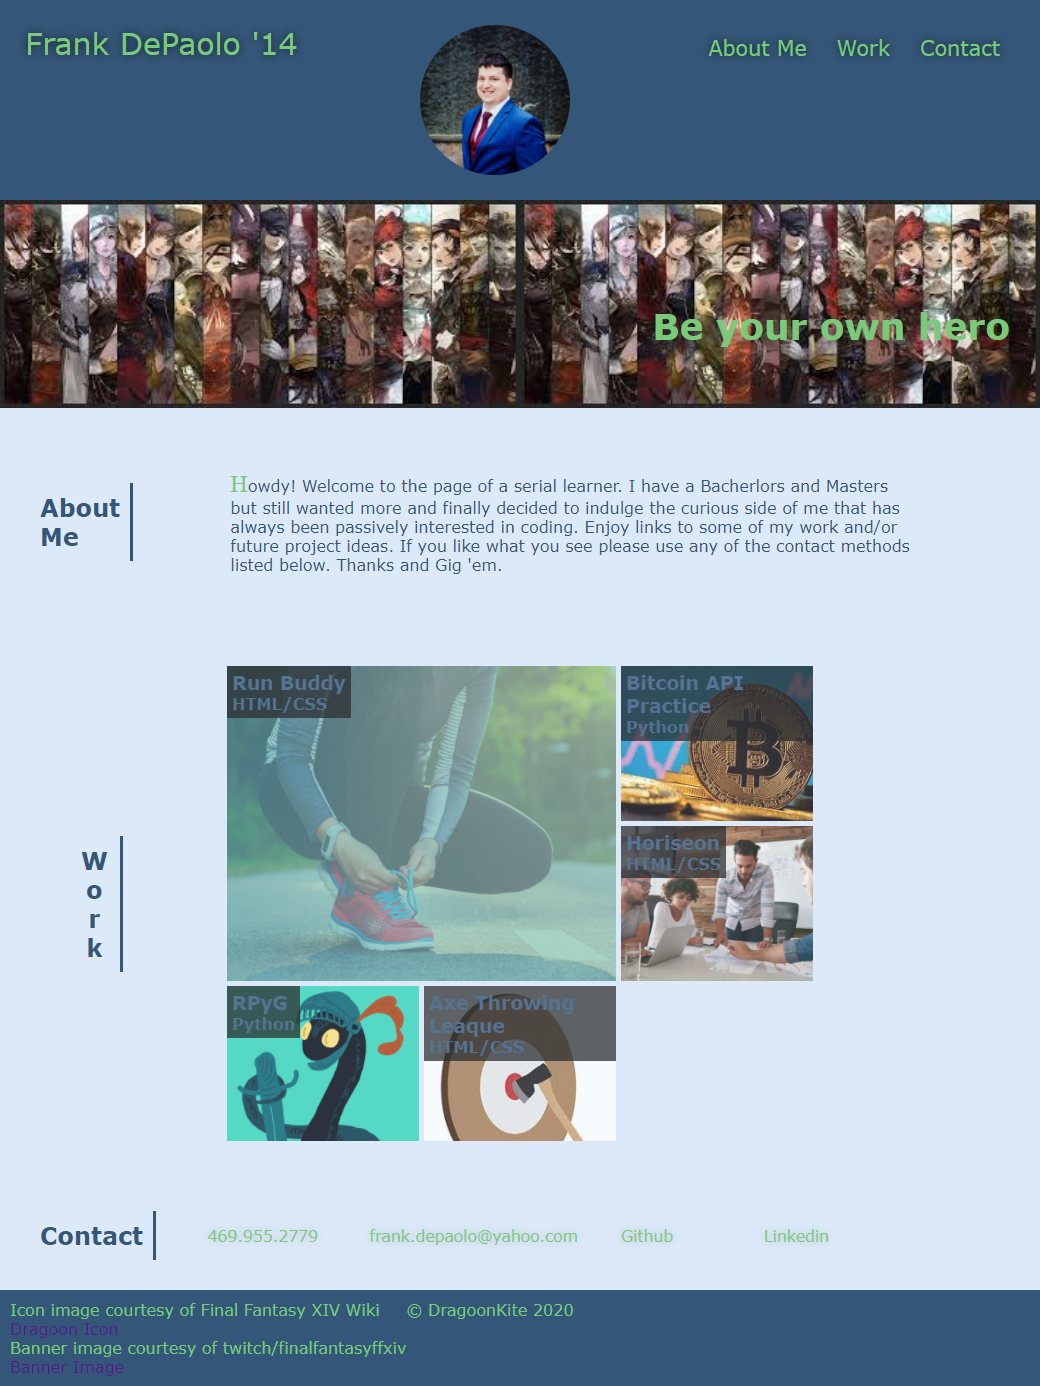 Frank DePaolo '14
About Me Work Contact
Be your own hero
About
Me
Howdy! Welcome to the page of a serial learner. I have a Bacherlors and Masters
but still wanted more and finally decided to indulge the curious side of me that has
always been passively interested in coding. Enjoy links to some of my work and/or
future project ideas. If you like what you see please use any of the contact methods
listed below. Thanks and Gig 'em.
W
o
r
k
Run Buddy
HTML/CSS
Bitcoin API
Practice
Python
Horiseon
HTML/CSS
RPyG
Python
Axe Throwing
Leaque
HTML/CSS
Contact
469.955.2779 frank.depaolo@yahoo.com Github Linkedin
Icon image courtesy of Final Fantasy XIV Wiki © DragoonKite 2020
Dragoon Icon
Banner image courtesy of twitch/finalfantasyffxiv
Banner Image